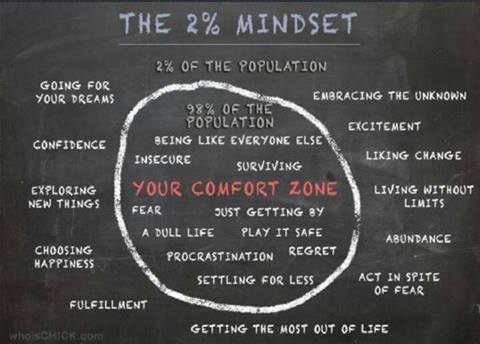 THE 2% MINDSET
2% OF THE POPULATION
GOING FOR
YOUR DREAMS
EMBRACING THE UNKNOWN
98% OF THE
POPULATION
EXCITEMENT
CONFIDENCE
BEING LIKE EVERYONE ELSE
INSECURE
SURVIVING
LIKING CHANGE
EXPLORING
NEW THINGS
YOUR COMFORT ZONE
LIVING WITHOUT
LIMITS
FEAR
JUST GETTING BY
A DULL LIFE
PLAY IT SAFE
ABUNDANCE
CHOOSING
HAPPINESS
PROCRASTINATION
REGRET
SETTLING FOR LESS
ACT IN SPITE
OF FEAR
FULFILLMENT
GETTING THE MOST OUT OF LIFE
whoisCHICK.com